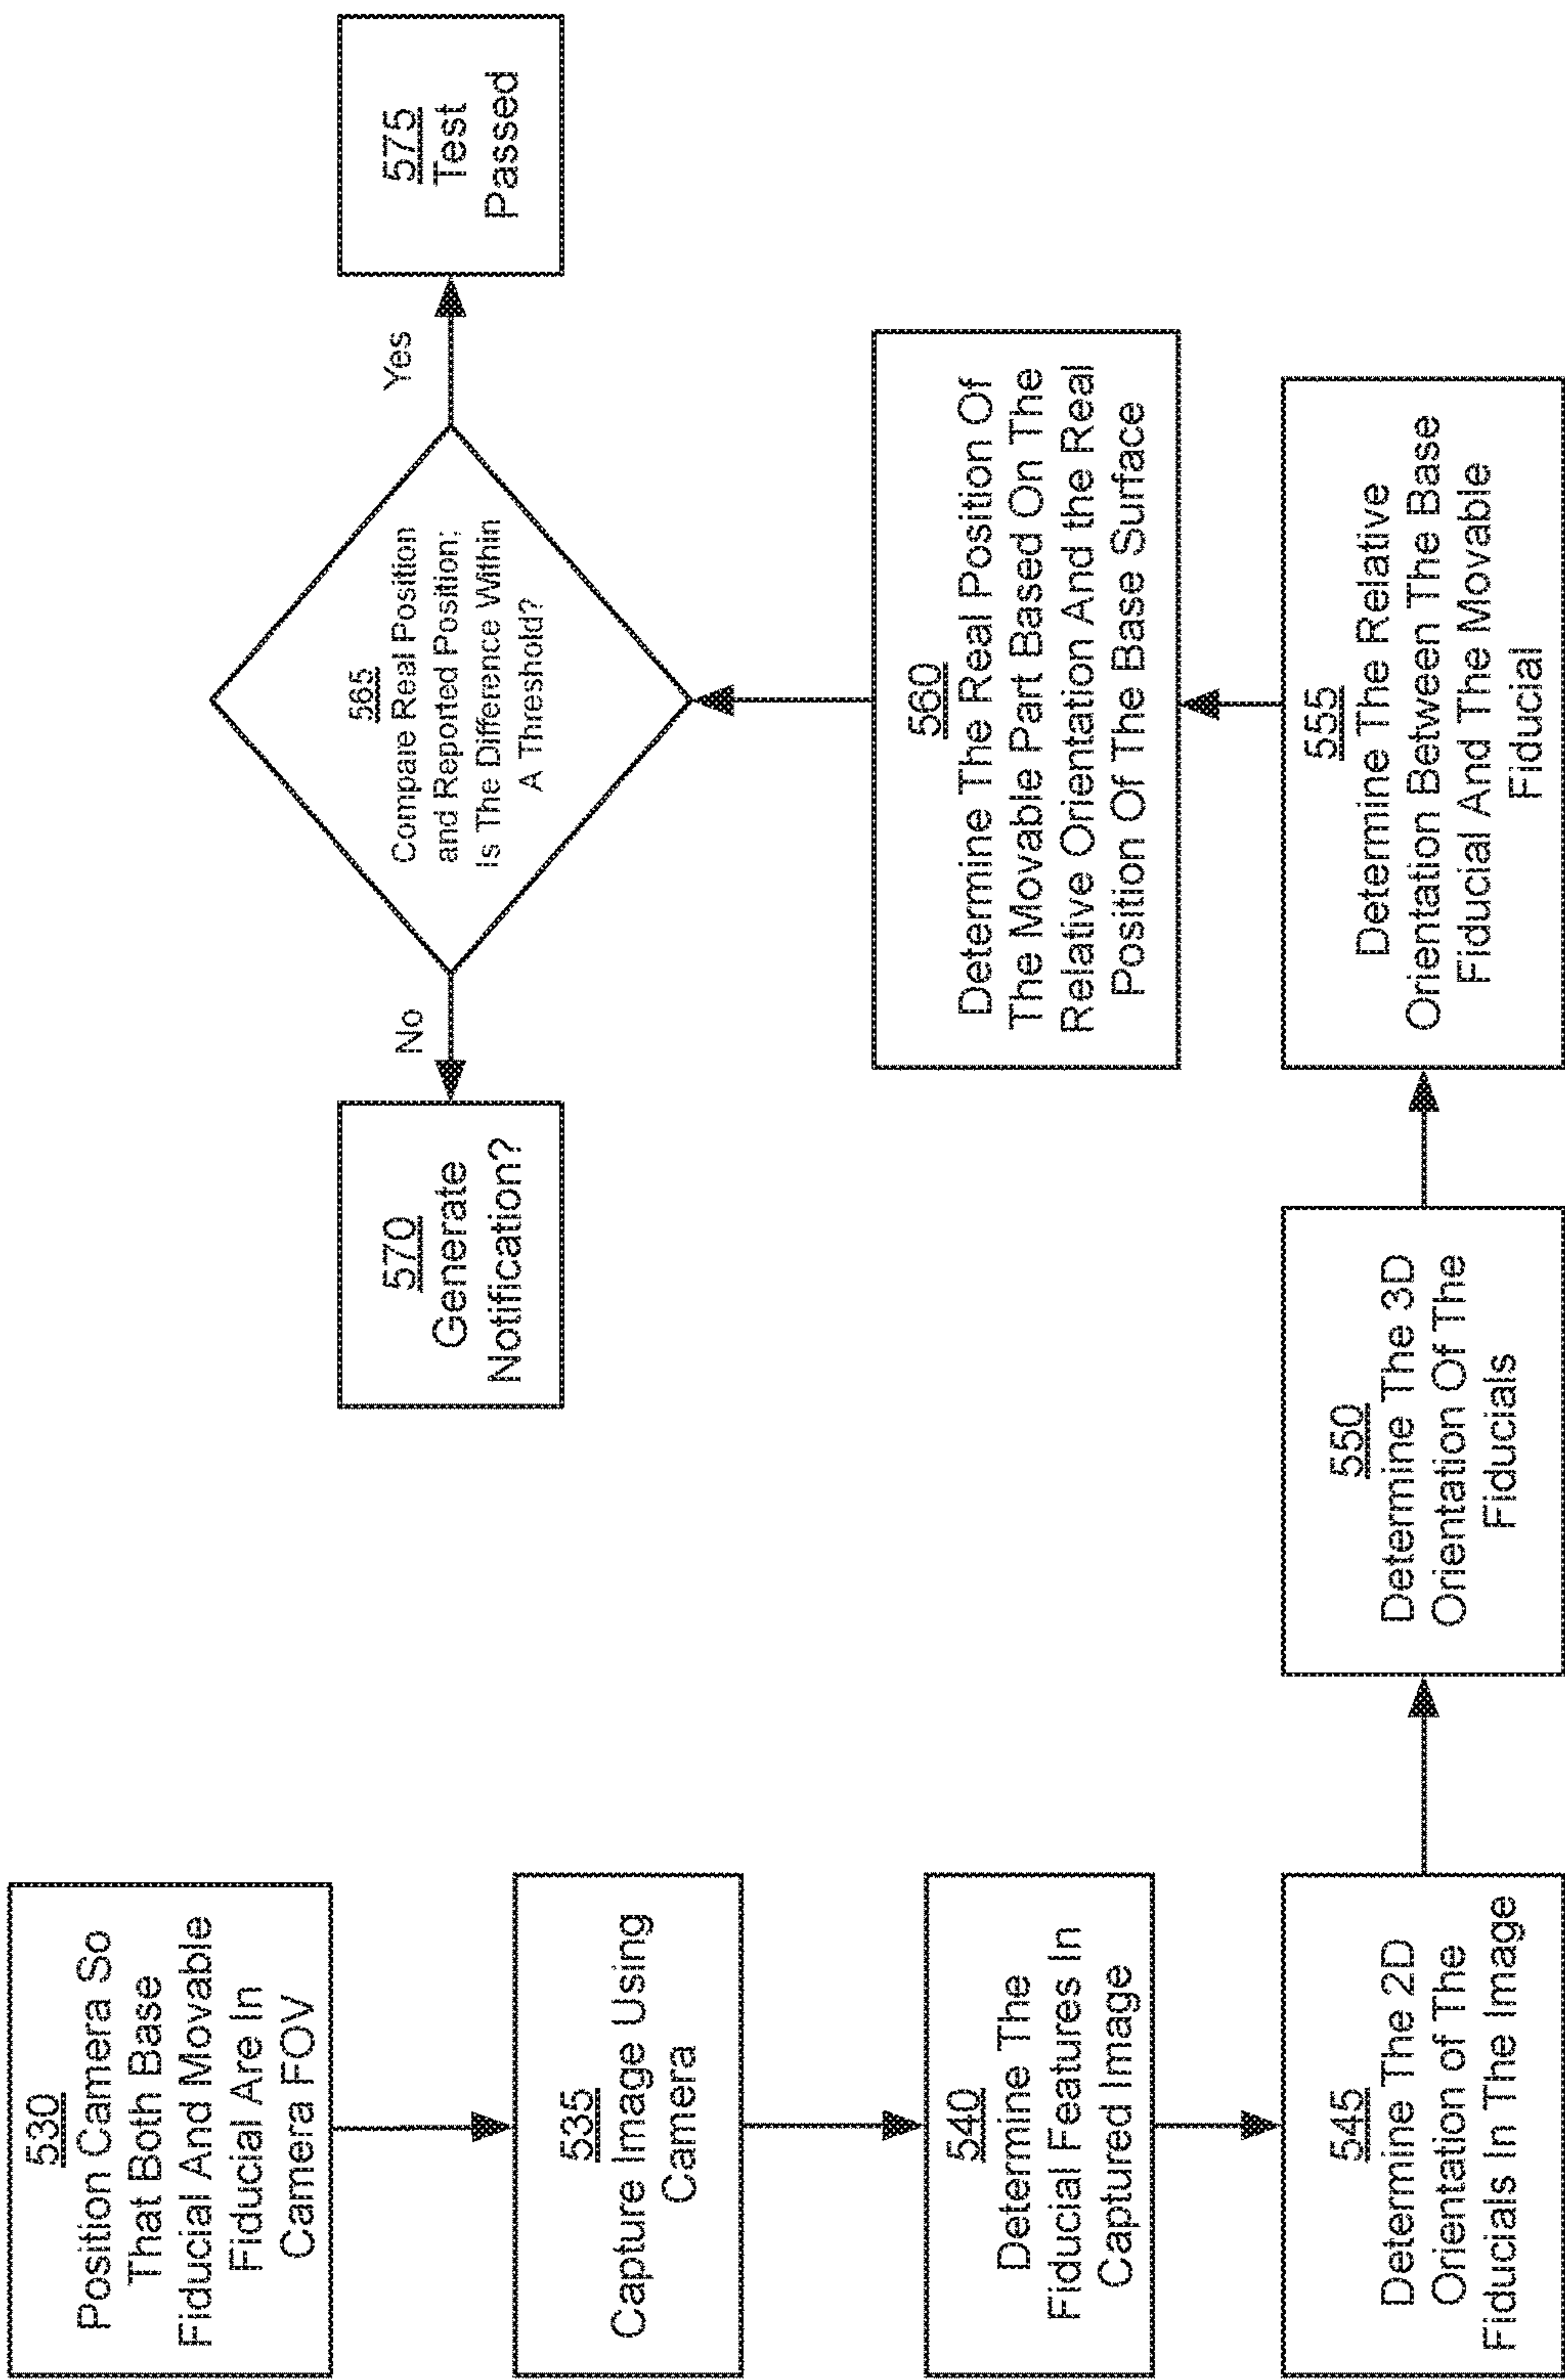 530
Position Camera So
That Both Base
Fiducial And Movable
Fiducial Are In
Camera FOV
535
Capture Image Using
Camera
540
Determine The
Fiducial Features In
Captured Image
545
Determine The 2D
Orientation of The
Fiducials In The Image
550
Determine The 3D
Orientation Of The
Fiducials
555
Determine The Relative
Orientation Between The Base
Fiducial And The Movable
Fiducial
560
Determine The Real Position Of
The Movable Part Based On The
Relative Orientation And the Real
Position Of The Base Surface
565
Compare Real Position
and Reported Position:
Is The Difference Within
A Threshold?
No
570
Generate
Notification?
Yes
575
Test
Passed